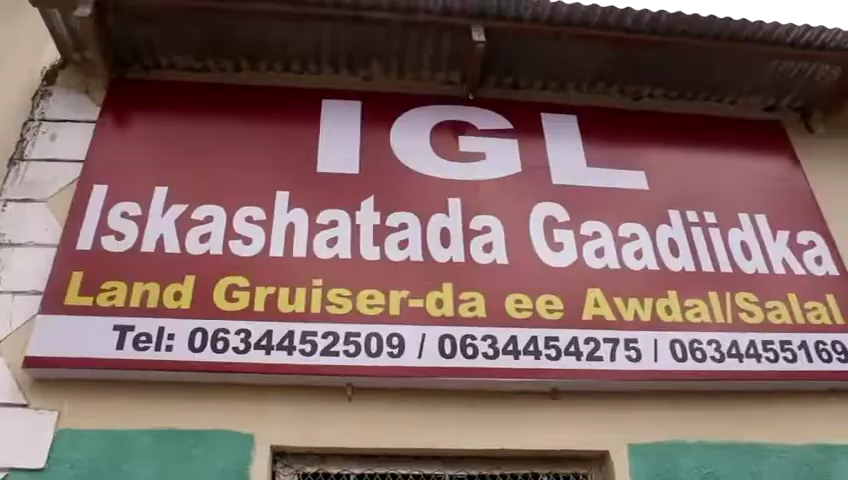 IGL
Iskashatada Gaadiidka
Land Gruiser-da ee Awdal/Salal
Tel: 0634452509 / 0634454275 / 0634455169